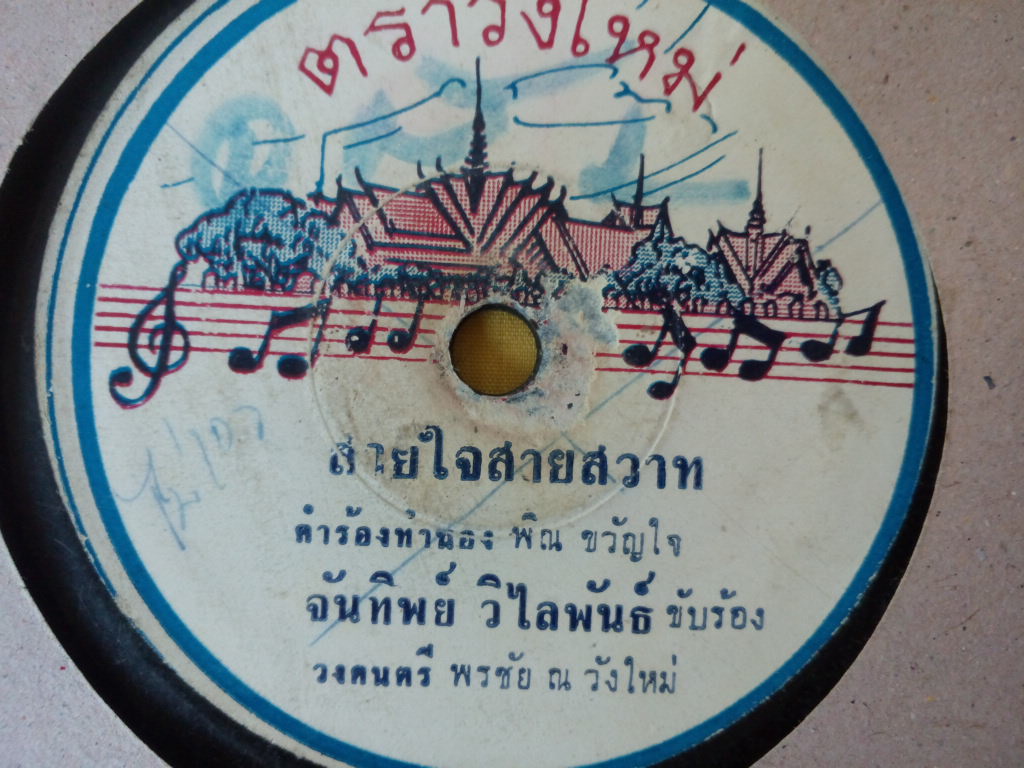 ตราวังใหม่
สายใจสายสวาท
คำร้องทำนอง พิณ ขวัญใจ
จันทิพย์ วิไลพันธ์ ขับร้อง
วงดนตรี พรชัย ณ วังใหม่